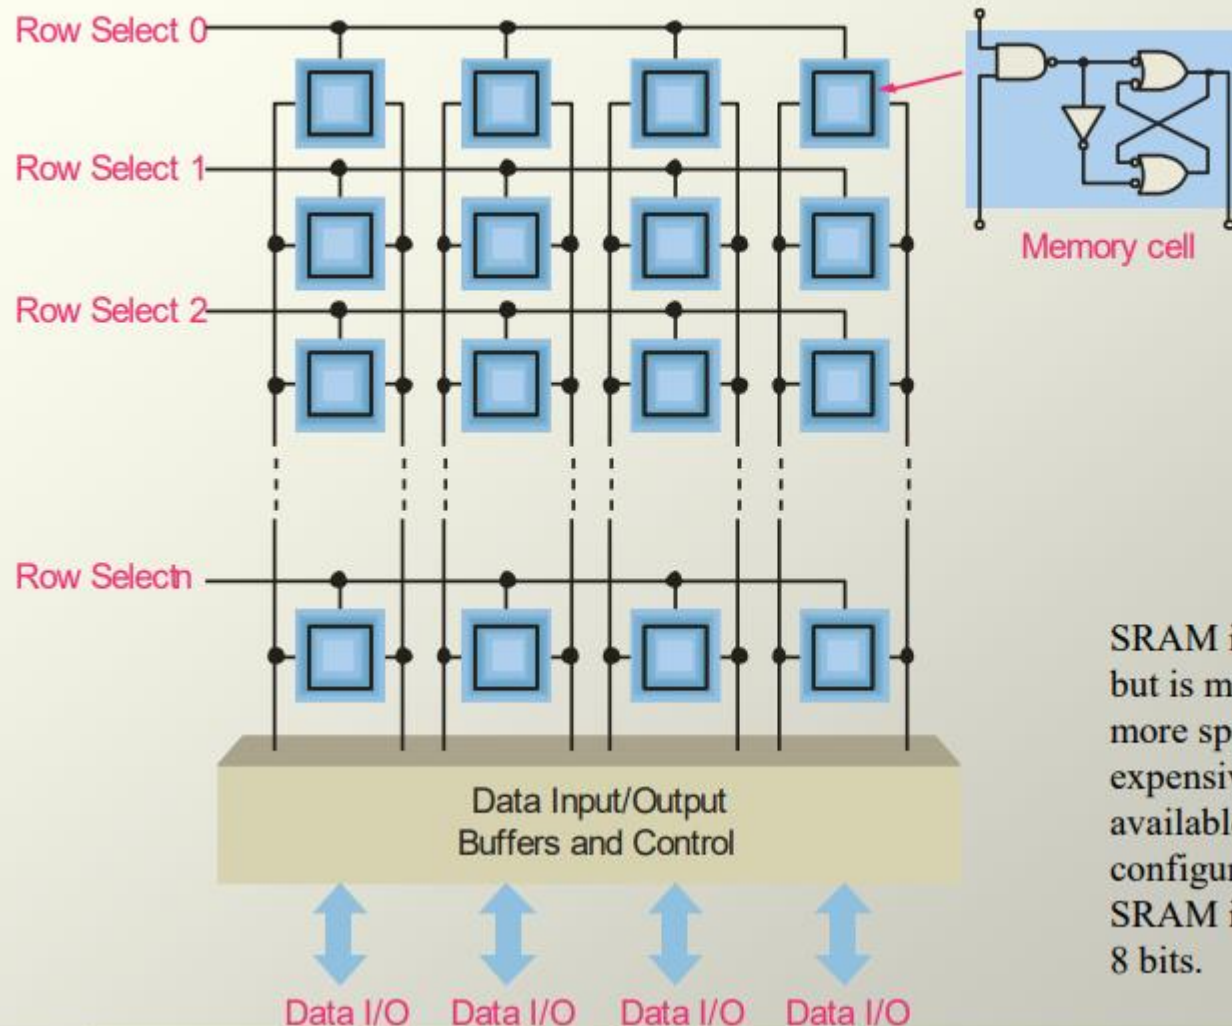 Row Select 0
Row Select 1
Memory cell
Row Select 2
Row Selectn
Data Input/Output
Buffers and Control
Data I/O Data I/O Data I/O Data I/O
SRAM i
but is m
more sp
expensiv
availabl
configur
SRAM i
8 bits.